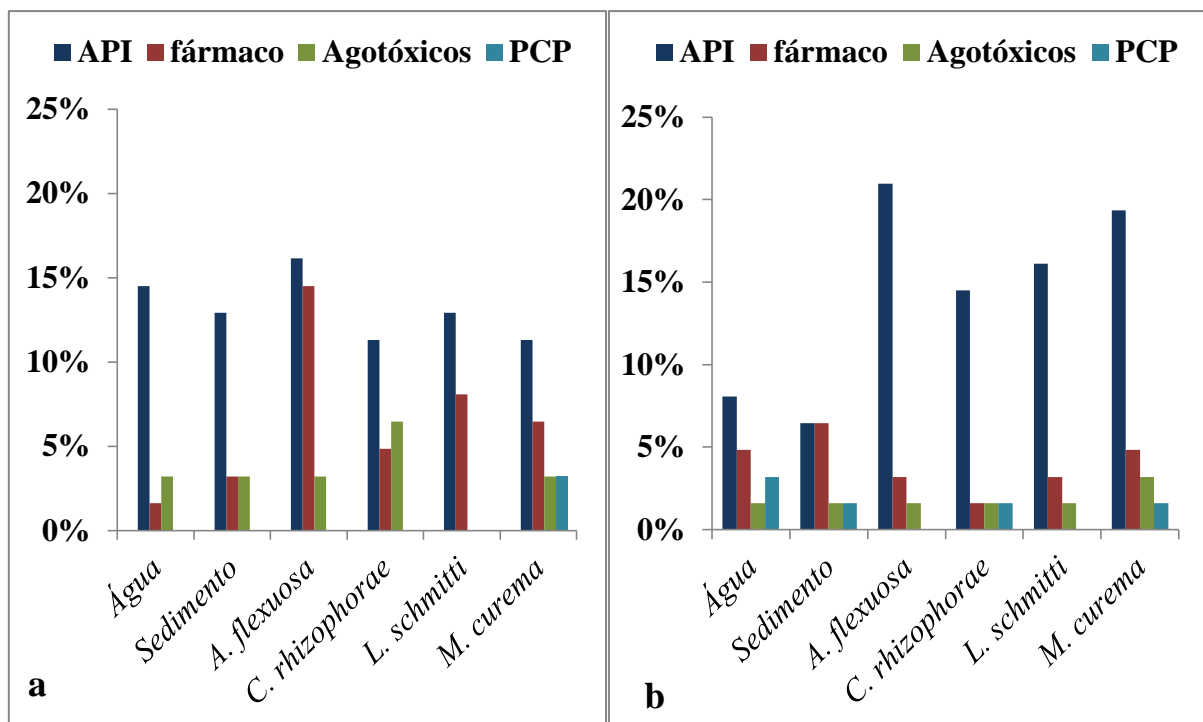 API fármaco Agotóxicos PCP
25%
20%
15%
10%
5%
0%
Água
Sedimento
A. flexuosa
C. rhizophorae
L. schmitti
M. curema
a
API fármaco Agotóxicos PCP
25%
20%
15%
10%
5%
0%
Água
Sedimento
A. flexuosa
C. rhizophorae
L. schmitti
M. curema
b